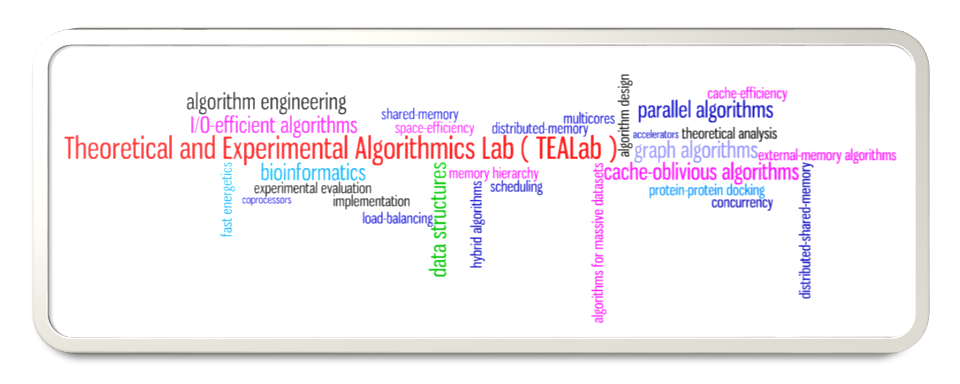 algorithm engineering
I/O-efficient algorithms
shared-memory
space-efficiency
distributed-memory
multicores
algorithm design
cache-efficiency
parallel algorithms
accelerators
theoretical analysis
Theoretical and Experimental Algorithmics Lab ( TEALab )
graph algorithms
external-memory algorithms
fast energetics
bioinformatics
experimental evaluation
coprocessors
implementation
load-balancing
data structures
memory hierarchy
hybrid algorithms
scheduling
algorithms for massive datasets
cache-oblivious algorithms
protein-protein docking
concurrency
distributed-shared-memory